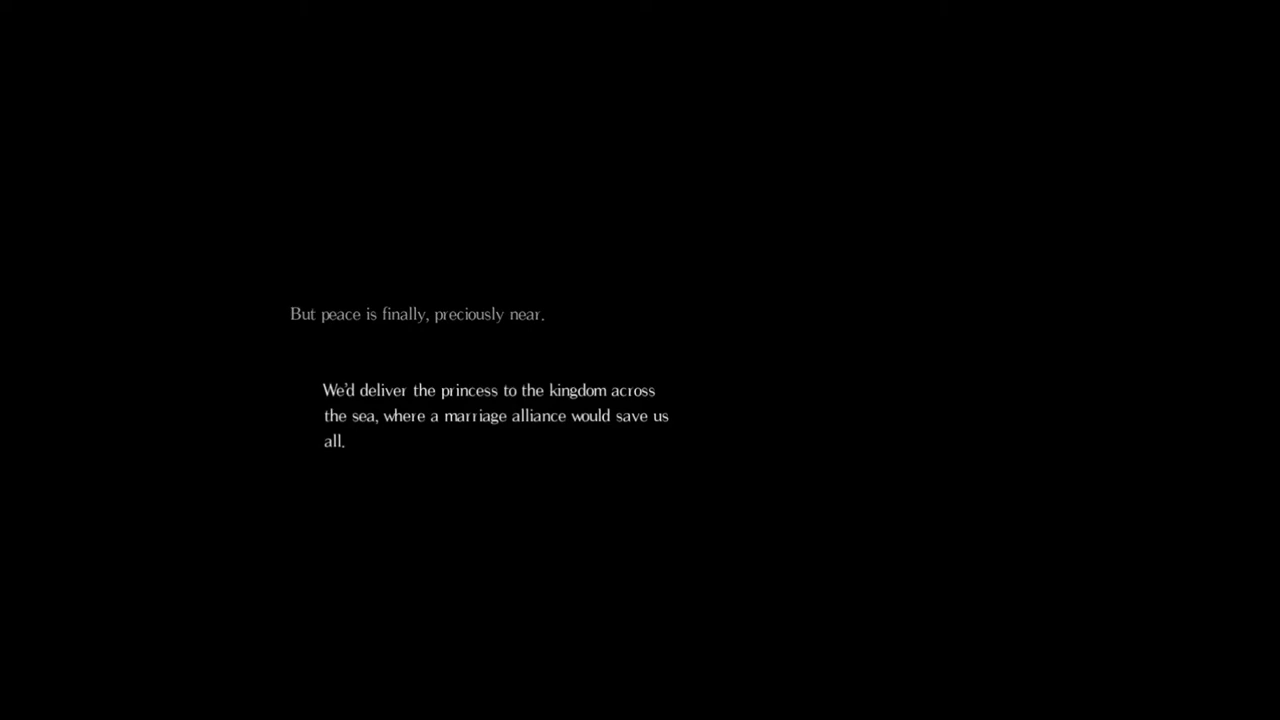 But peace is finally, preciously near.
We'd deliver the princess to the kingdom across
the sea, where a marriage alliance would save us
all.